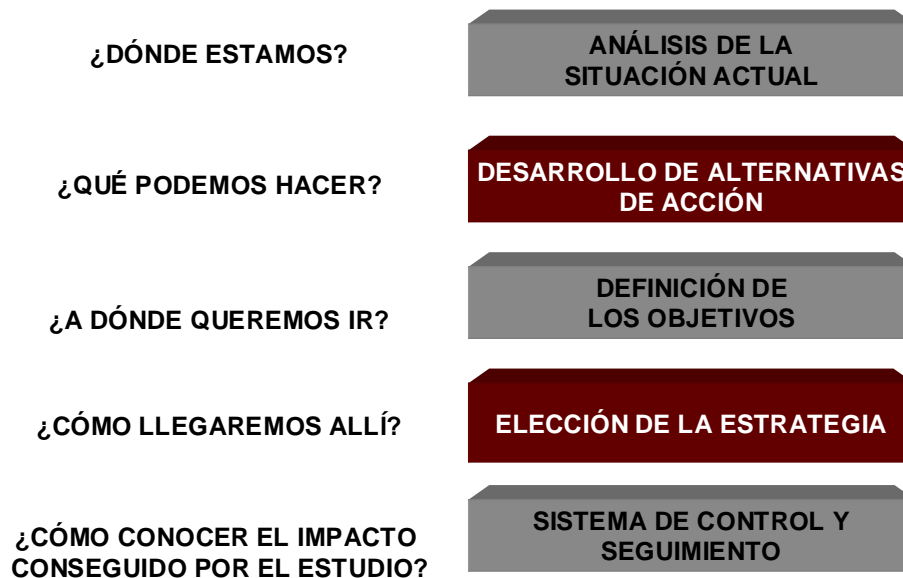 ¿DÓNDE ESTAMOS?
ANÁLISIS DE LA
SITUACIÓN ACTUAL
¿QUÉ PODEMOS HACER?
DESARROLLO DE ALTERNATIVAS
DE ACCIÓN
¿A DÓNDE QUEREMOS IR?
DEFINICIÓN DE
LOS OBJETIVOS
¿CÓMO LLEGAREMOS ALLÍ?
ELECCIÓN DE LA ESTRATEGIA
¿CÓMO CONOCER EL IMPACTO
CONSEGUIDO POR EL ESTUDIO?
SISTEMA DE CONTROL Y
SEGUIMIENTO